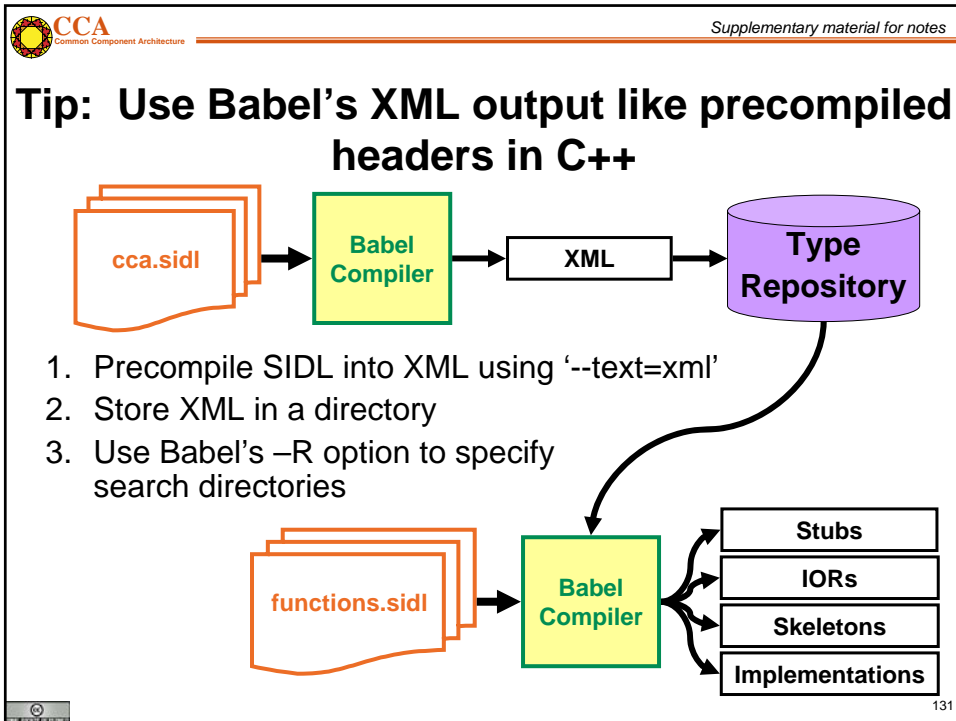 CCA
Common Component Architecture
Supplementary material for notes
Tip: Use Babel’s XML output like precompiled
headers in C++
cca.sidl
Babel
Compiler
XML
Type
Repository
1. Precompile SIDL into XML using ‘--text=xml’
2. Store XML in a directory
3. Use Babel’s –R option to specify
search directories
functions.sidl
Babel
Compiler
Stubs
IORs
Skeletons
Implementations
131